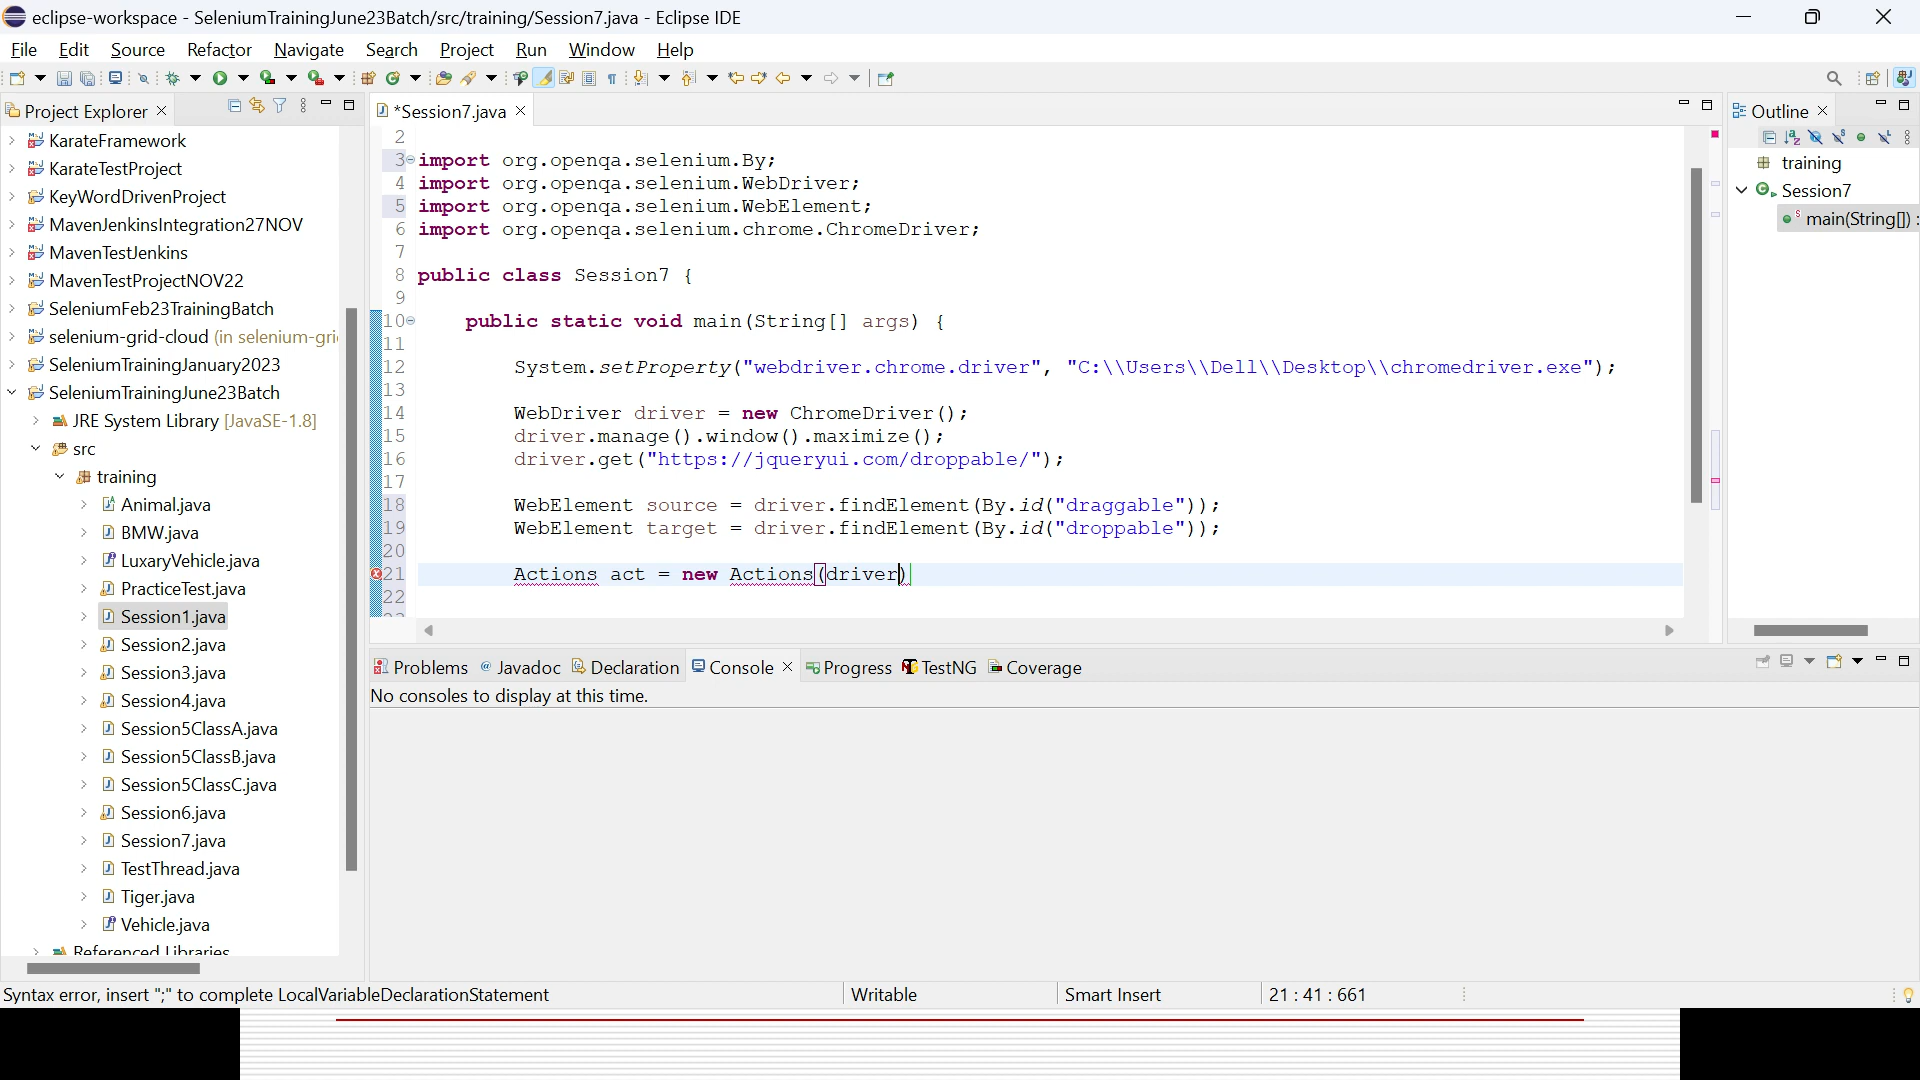 eclipse-workspace - SeleniumTrainingJune23Batch/src/training/Session7.java - Eclipse IDE
File Edit Source Refactor Navigate Search Project Run Window Help
Project Explorer
KarateFramework
KarateTestProject
KeyWordDrivenProject
MavenJenkinsIntegration27NOV
MavenTestJenkins
MavenTestProjectNOV22
SeleniumFeb23TrainingBatch
selenium-grid-cloud (in selenium-gri
SeleniumTrainingJanuary2023
SeleniumTrainingJune23Batch
JRE System Library [JavaSE-1.8]
src
training
Animal.java
BMW.java
LuxaryVehicle.java
PracticeTest.java
Session1.java
Session2.java
Session3.java
Session4.java
Session5ClassA.java
Session5ClassB.java
Session5ClassC.java
Session6.java
Session7.java
TestThread.java
Tiger.java
Vehicle.java
Referenced Libraries
*Session7.java
2
3 import org.openqa.selenium.By;
4 import org.openqa.selenium.WebDriver;
5 import org.openqa.selenium.WebElement;
6 import org.openqa.selenium.chrome.ChromeDriver;
7
8 public class Session7 {
9
10 public static void main(String[] args) {
11
12 System.setProperty("webdriver.chrome.driver", "C:\\Users\\Dell\\Desktop\\chromedriver.exe");
13
14 WebDriver driver = new ChromeDriver();
15 driver.manage().window().maximize();
16 driver.get("https://jqueryui.com/droppable/");
17
18 WebElement source = driver.findElement(By.id("draggable"));
19 WebElement target = driver.findElement(By.id("droppable"));
20
21 Actions act = new Actions(driver)
22
Outline
training
Session7
main(String[]) :
Problems Javadoc Declaration Console Progress TestNG Coverage
No consoles to display at this time.
Syntax error, insert ";" to complete LocalVariableDeclarationStatement Writable Smart Insert 21 : 41 : 661